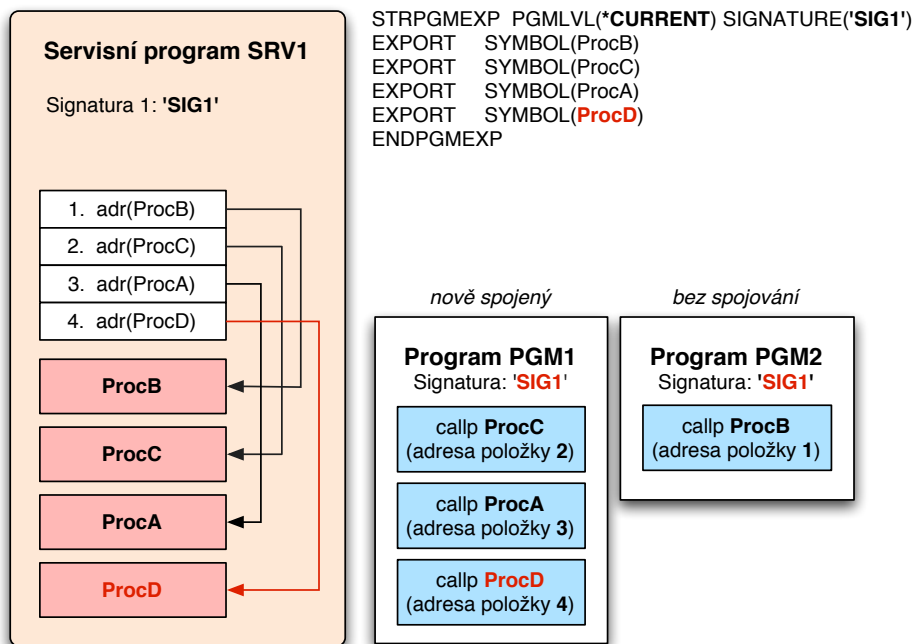 Servisní program SRV1
Signatura 1: 'SIG1'
1. adr(ProcB)
2. adr(ProcC)
3. adr(ProcA)
4. adr(ProcD)
ProcB
ProcC
ProcA
ProcD
STRPGMEXP PGMLVL(*CURRENT) SIGNATURE('SIG1')
EXPORT SYMBOL(ProcB)
EXPORT SYMBOL(ProcC)
EXPORT SYMBOL(ProcA)
EXPORT SYMBOL(ProcD)
ENDPGMEXP
nově spojený
Program PGM1
Signatura: 'SIG1'
callp ProcC
(adresa položky 2)
callp ProcA
(adresa položky 3)
callp ProcD
(adresa položky 4)
bez spojování
Program PGM2
Signatura: 'SIG1'
callp ProcB
(adresa položky 1)